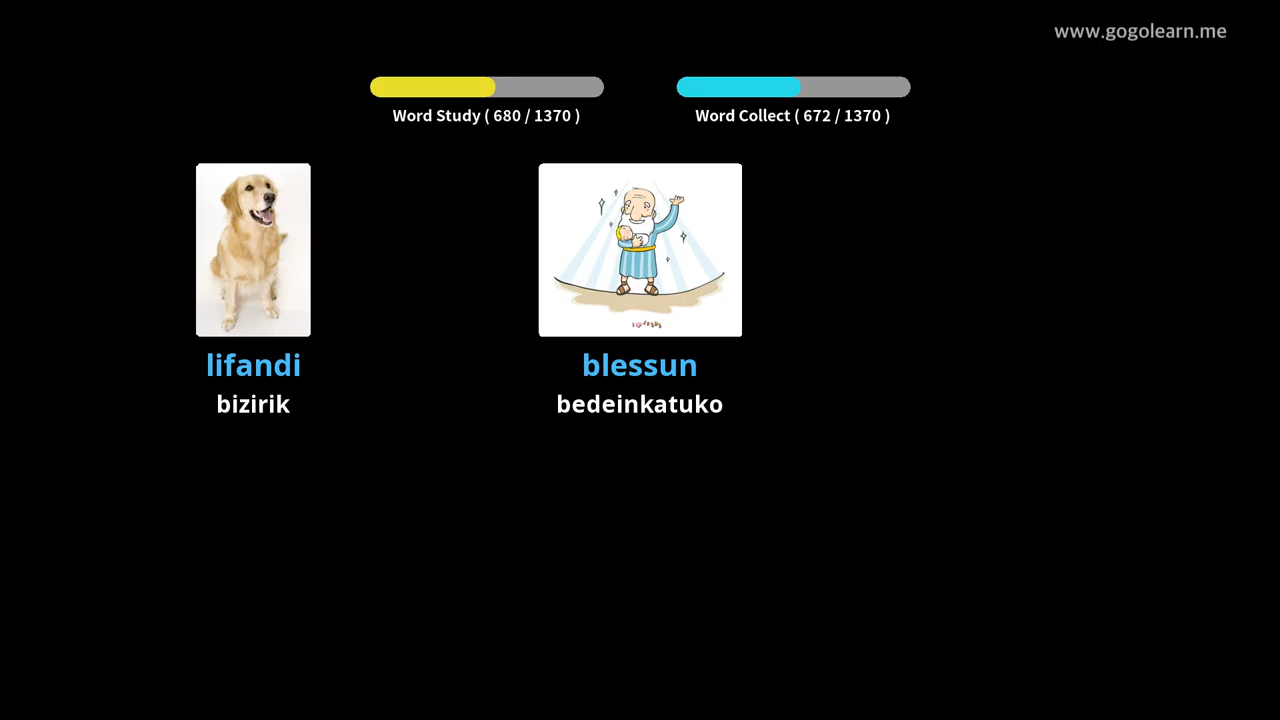 www.gogolearn.me
Word Study ( 680 / 1370 )
Word Collect ( 672 / 1370 )
lifandi
bizirik
blessun
bedeinkatuko